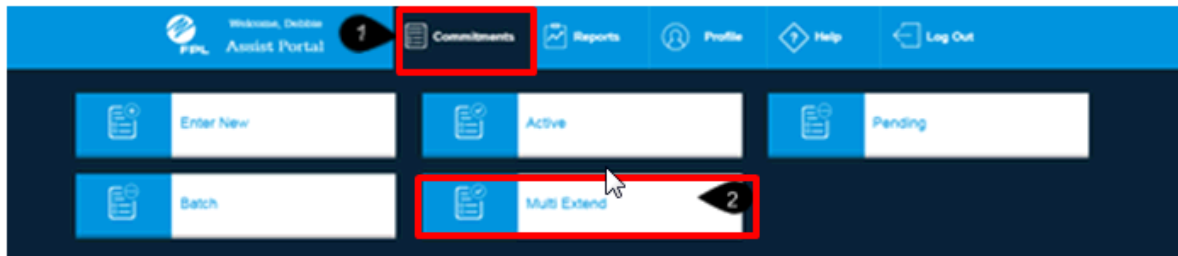 Welcome, Debbie
FPL
Assist Portal
1
Commitments
Reports
Profile
Help
Log Out
Enter New
Active
Pending
Batch
Multi Extend
2